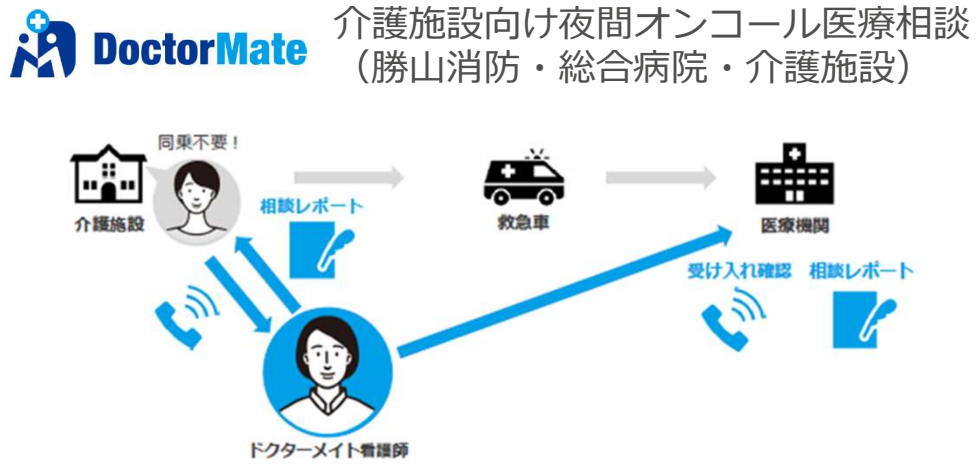 DoctorMate
介護施設向け夜間オンコール医療相談
（勝山消防・総合病院・介護施設）
同乗不要！
介護施設
相談レポート
救急車
医療機関
受け入れ確認
相談レポート
ドクターメイト看護師